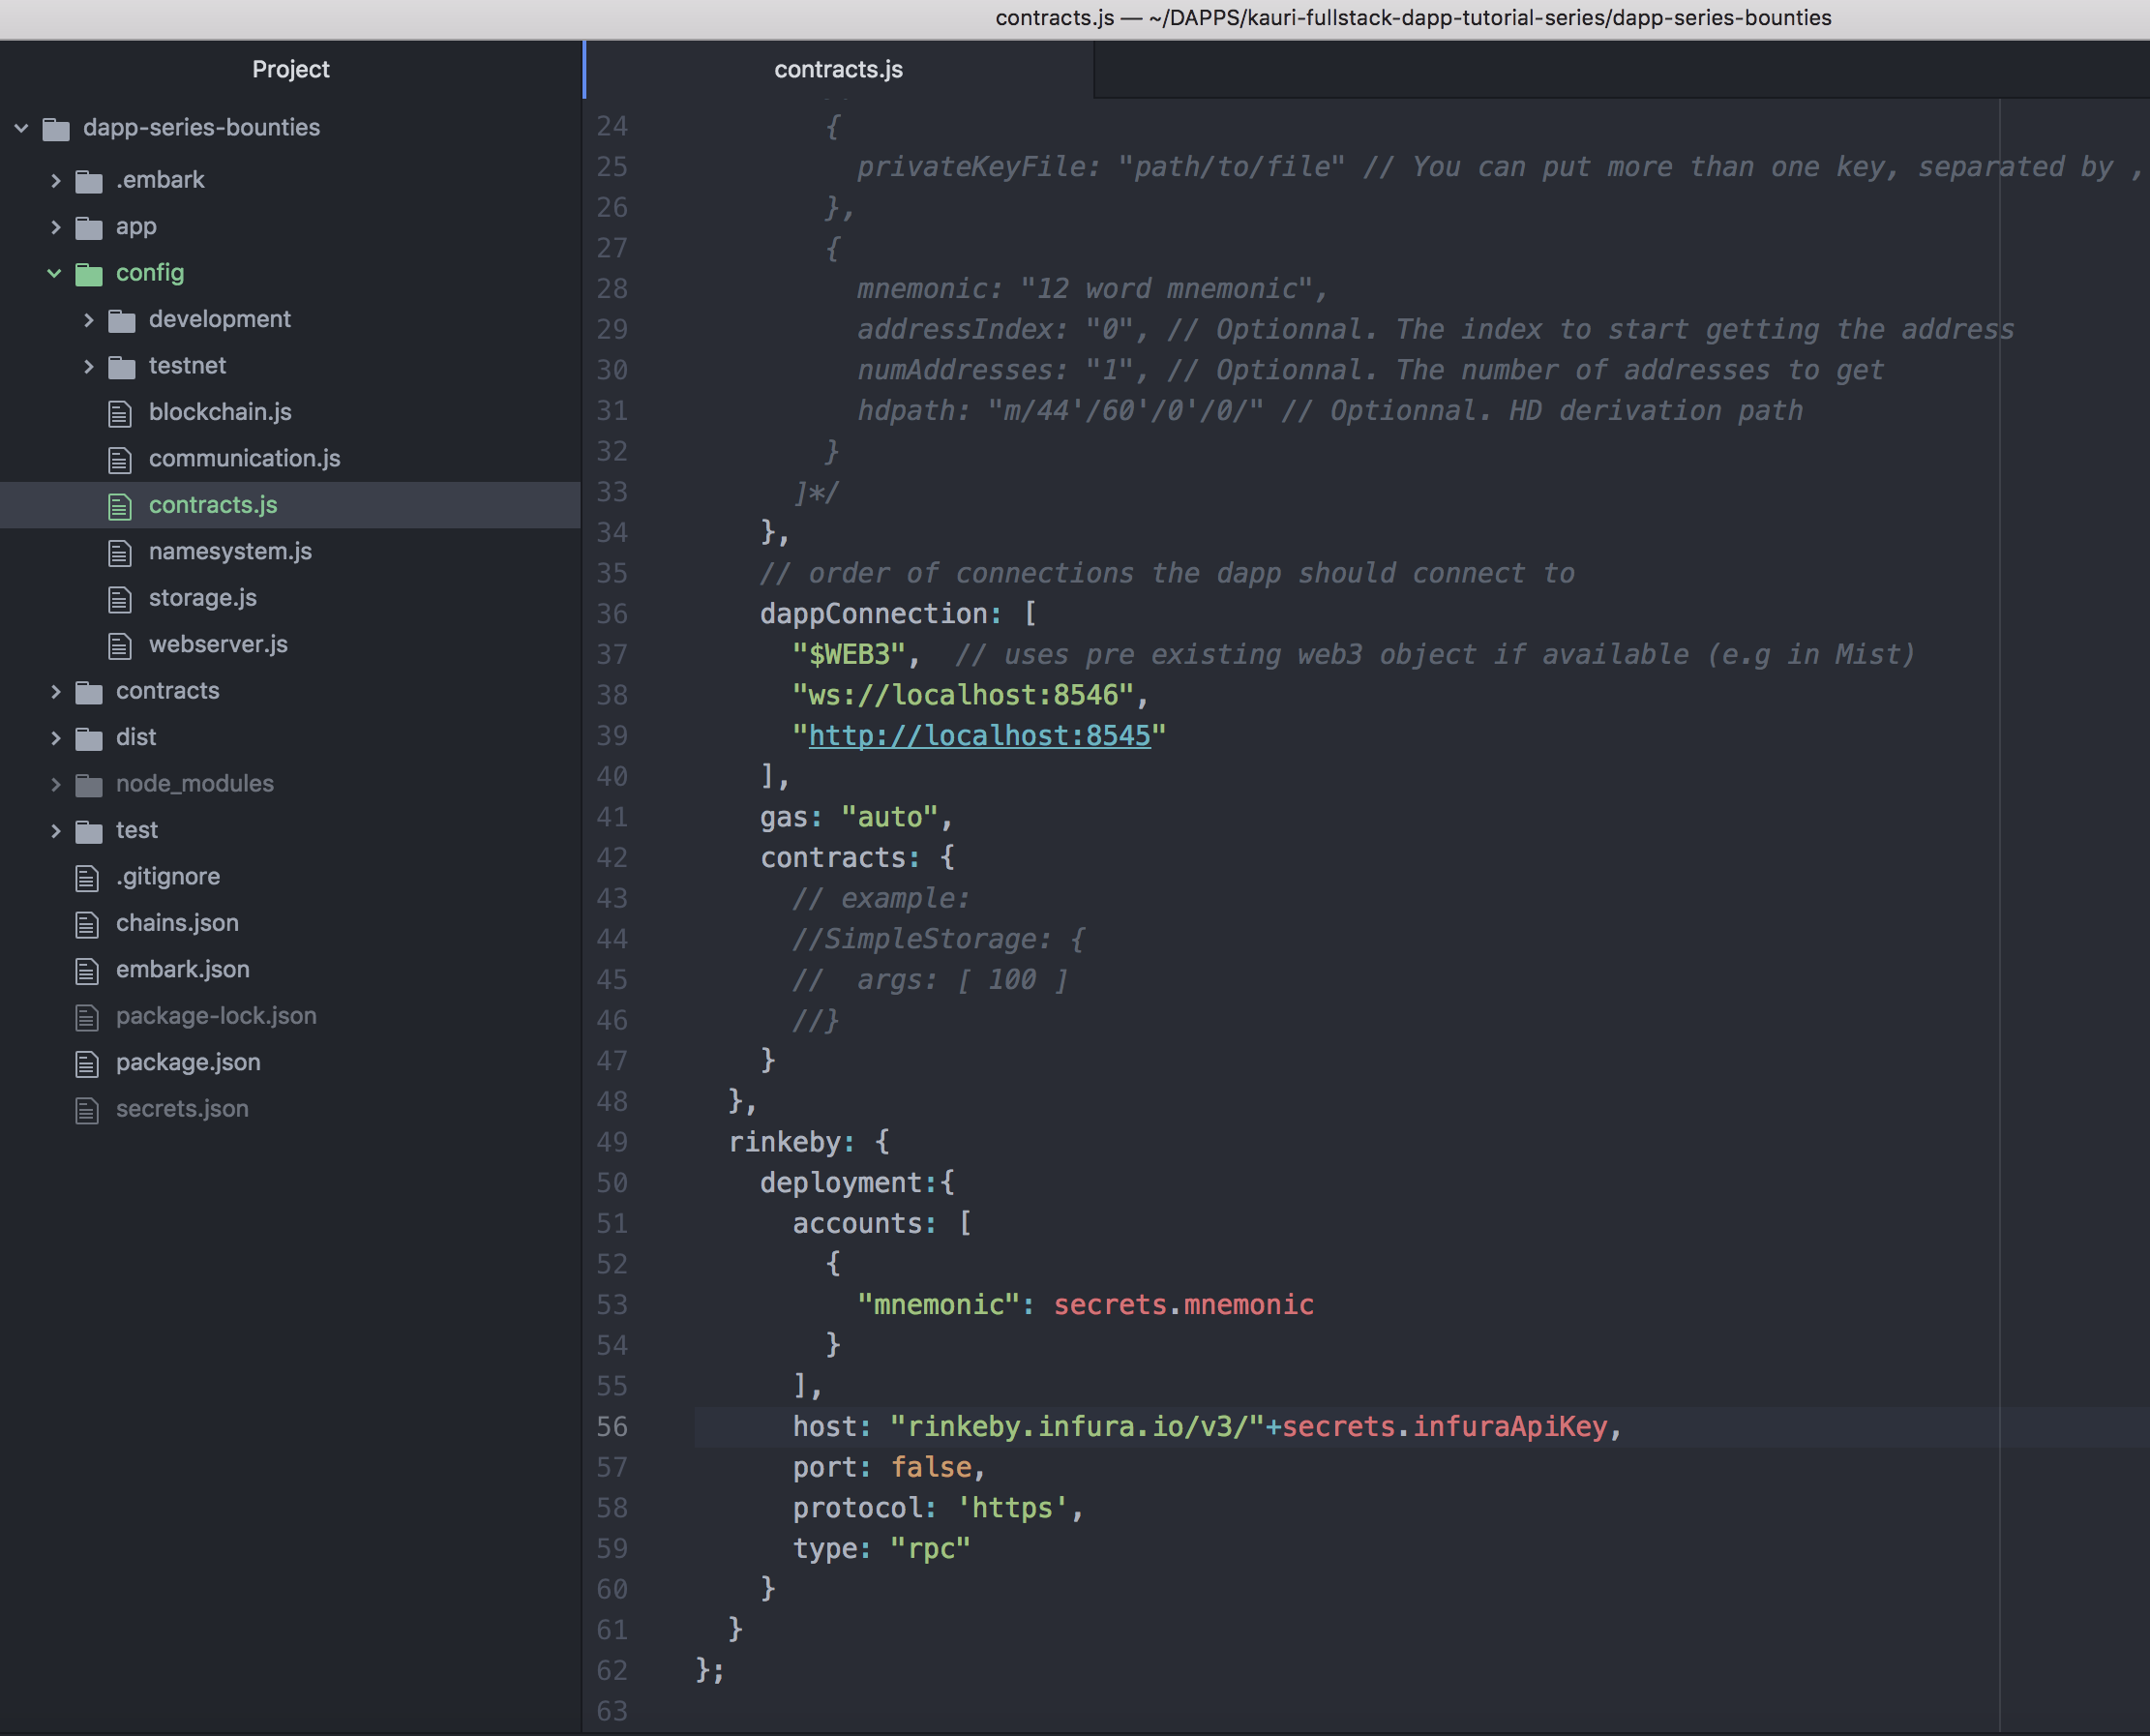 contracts.js — ~/DAPPS/kauri-fullstack-dapp-tutorial-series/dapp-series-bounties
Project
dapp-series-bounties
.embark
app
config
development
testnet
blockchain.js
communication.js
contracts.js
namesystem.js
storage.js
webserver.js
contracts
dist
node_modules
test
.gitignore
chains.json
embark.json
package-lock.json
package.json
secrets.json
contracts.js
24 {
25 privateKeyFile: "path/to/file" // You can put more than one key, separated by ,
26 },
27 {
28 mnemonic: "12 word mnemonic",
29 addressIndex: "0", // Optionnal. The index to start getting the address
30 numAddresses: "1", // Optionnal. The number of addresses to get
31 hdpath: "m/44'/60'/0'/0/" // Optionnal. HD derivation path
32 }
33 ]*/
34 },
35 // order of connections the dapp should connect to
36 dappConnection: [
37 "$WEB3",  // uses pre existing web3 object if available (e.g in Mist)
38 "ws://localhost:8546",
39 "http://localhost:8545"
40 ],
41 gas: "auto",
42 contracts: {
43 // example:
44 //SimpleStorage: {
45 //  args: [ 100 ]
46 //}
47 }
48 },
49 rinkeby: {
50 deployment:{
51 accounts: [
52 {
53 "mnemonic": secrets.mnemonic
54 }
55 ],
56 host: "rinkeby.infura.io/v3/"+secrets.infuraApiKey,
57 port: false,
58 protocol: 'https',
59 type: "rpc"
60 }
61 }
62 };
63